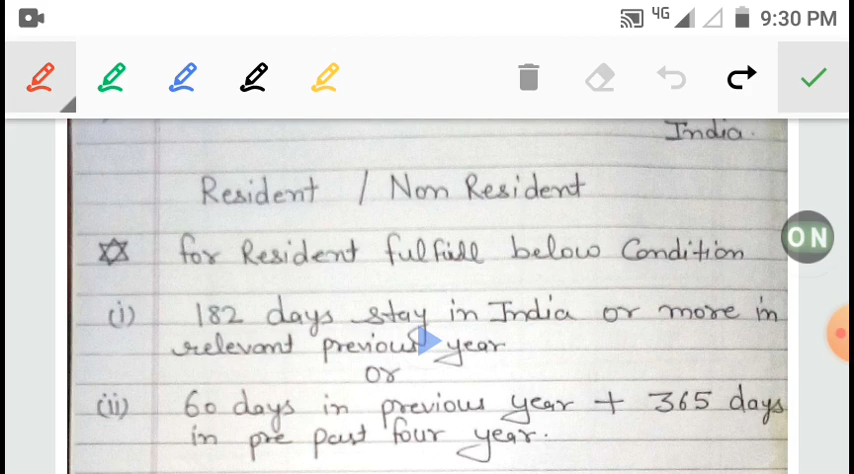 4G 9:30 PM
India.
Resident / Non Resident
ON
for Resident fulfill below Condition
(i) 182 days stay in India or more in
relevant previous year
or
(ii) 60 days in previous year + 365 days
in pre past four year.